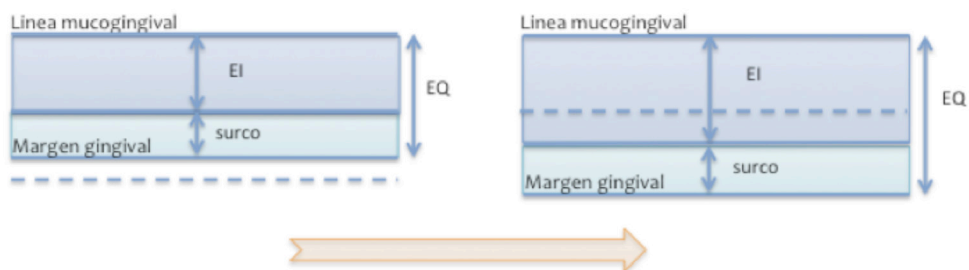 Linea mucogingival
EI
EQ
surco
Margen gingival
Linea mucogingival
EI
EQ
surco
Margen gingival